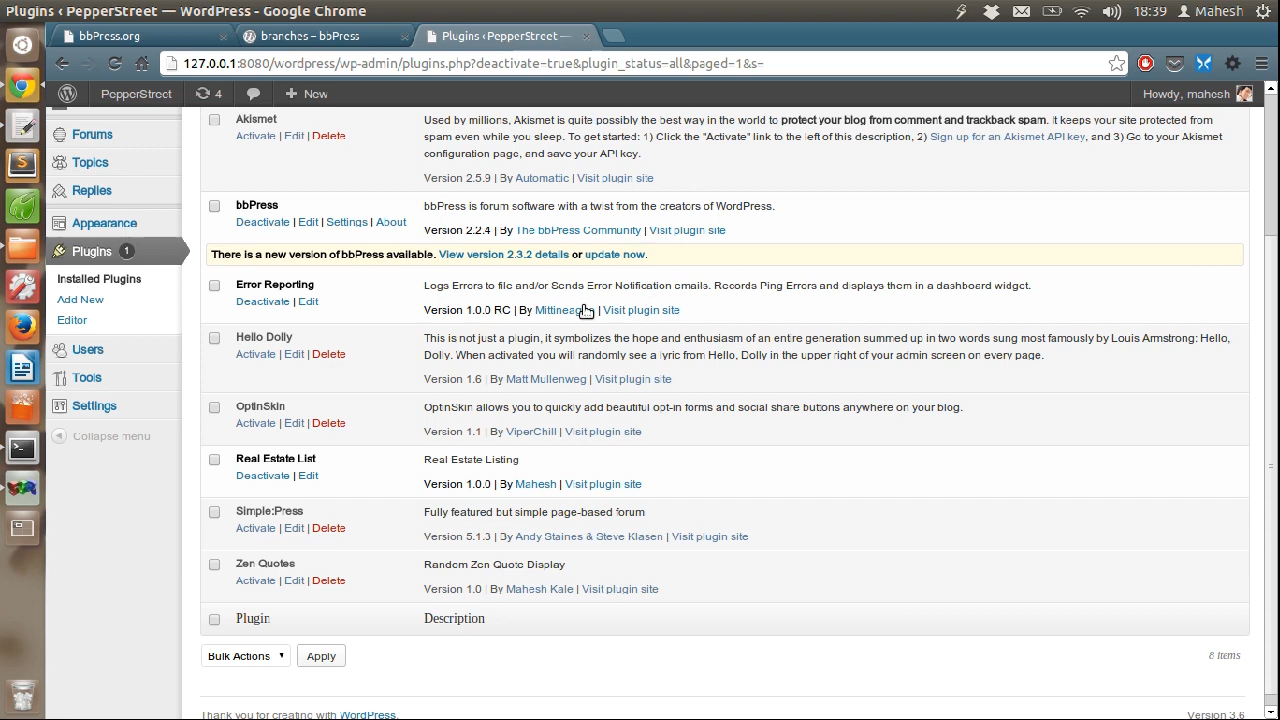 Plugins ‹ PepperStreet — WordPress - Google Chrome
18:39 Mahesh
bbPress.org
branches – bbPress
Plugins ‹ PepperStreet —
127.0.0.1:8080/wordpress/wp-admin/plugins.php?deactivate=true&plugin_status=all&paged=1&s=
PepperStreet 4 + New
Howdy, mahesh
Forums
Topics
Replies
Appearance
Plugins 1
Installed Plugins
Add New
Editor
Users
Tools
Settings
Collapse menu
Akismet
Activate | Edit | Delete
Used by millions, Akismet is quite possibly the best way in the world to protect your blog from comment and trackback spam. It keeps your site protected from
spam even while you sleep. To get started: 1) Click the "Activate" link to the left of this description, 2) Sign up for an Akismet API key, and 3) Go to your Akismet
configuration page, and save your API key.
Version 2.5.9 | By Automattic | Visit plugin site
bbPress
Deactivate | Edit | Settings | About
bbPress is forum software with a twist from the creators of WordPress.
Version 2.2.4 | By The bbPress Community | Visit plugin site
There is a new version of bbPress available. View version 2.3.2 details or update now.
Error Reporting
Deactivate | Edit
Logs Errors to file and/or Sends Error Notification emails. Records Ping Errors and displays them in a dashboard widget.
Version 1.0.0 RC | By | Visit plugin site
Hello Dolly
Activate | Edit | Delete
This is not just a plugin, it symbolizes the hope and enthusiasm of an entire generation summed up in two words sung most famously by Louis Armstrong: Hello,
Dolly. When activated you will randomly see a lyric from Hello, Dolly in the upper right of your admin screen on every page.
Version 1.6 | By Matt Mullenweg | Visit plugin site
OptinSkin
Activate | Edit | Delete
OptinSkin allows you to quickly add beautiful opt-in forms and social share buttons anywhere on your blog.
Version 1.1 | By ViperChill | Visit plugin site
Real Estate List
Deactivate | Edit
Real Estate Listing
Version 1.0.0 | By Mahesh | Visit plugin site
Simple:Press
Activate | Edit | Delete
Fully featured but simple page-based forum
Version 5.1.3 | By Andy Staines & Steve Klasen | Visit plugin site
Zen Quotes
Activate | Edit | Delete
Random Zen Quote Display
Version 1.0 | By Mahesh Kale | Visit plugin site
Plugin
Description
Bulk Actions
Apply
8 items
Thank you for creating with WordPress.
Version 3.6